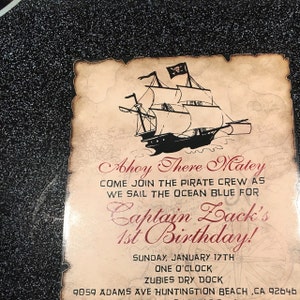 Ahoy There Matey
COME JOIN THE PIRATE CREW AS
WE SAIL THE OCEAN BLUE FOR
Captain Zack's
1st Birthday!
SUNDAY, JANUARY 17TH
ONE O'CLOCK
ZUBIES DRY DOCK
9059 ADAMS AVE HUNTINGTON BEACH ,CA 92646